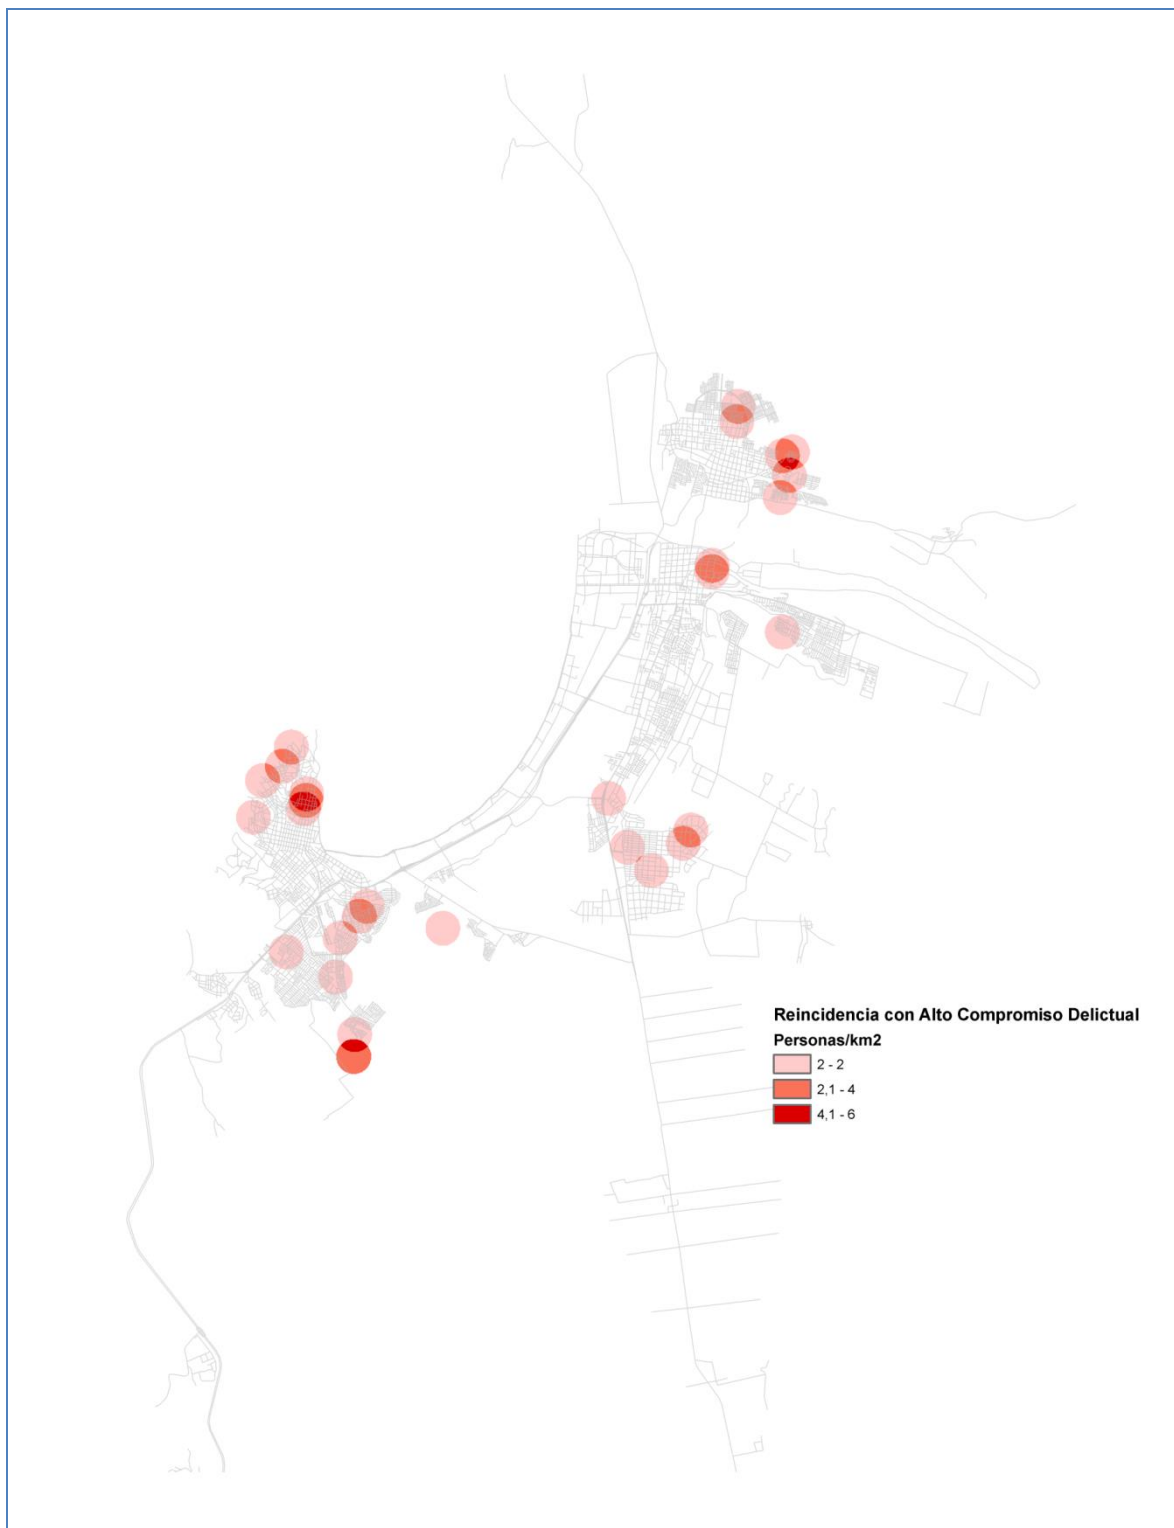 Reincidencia con Alto Compromiso Delictual
Personas/km2
2 - 2
2,1 - 4
4,1 - 6